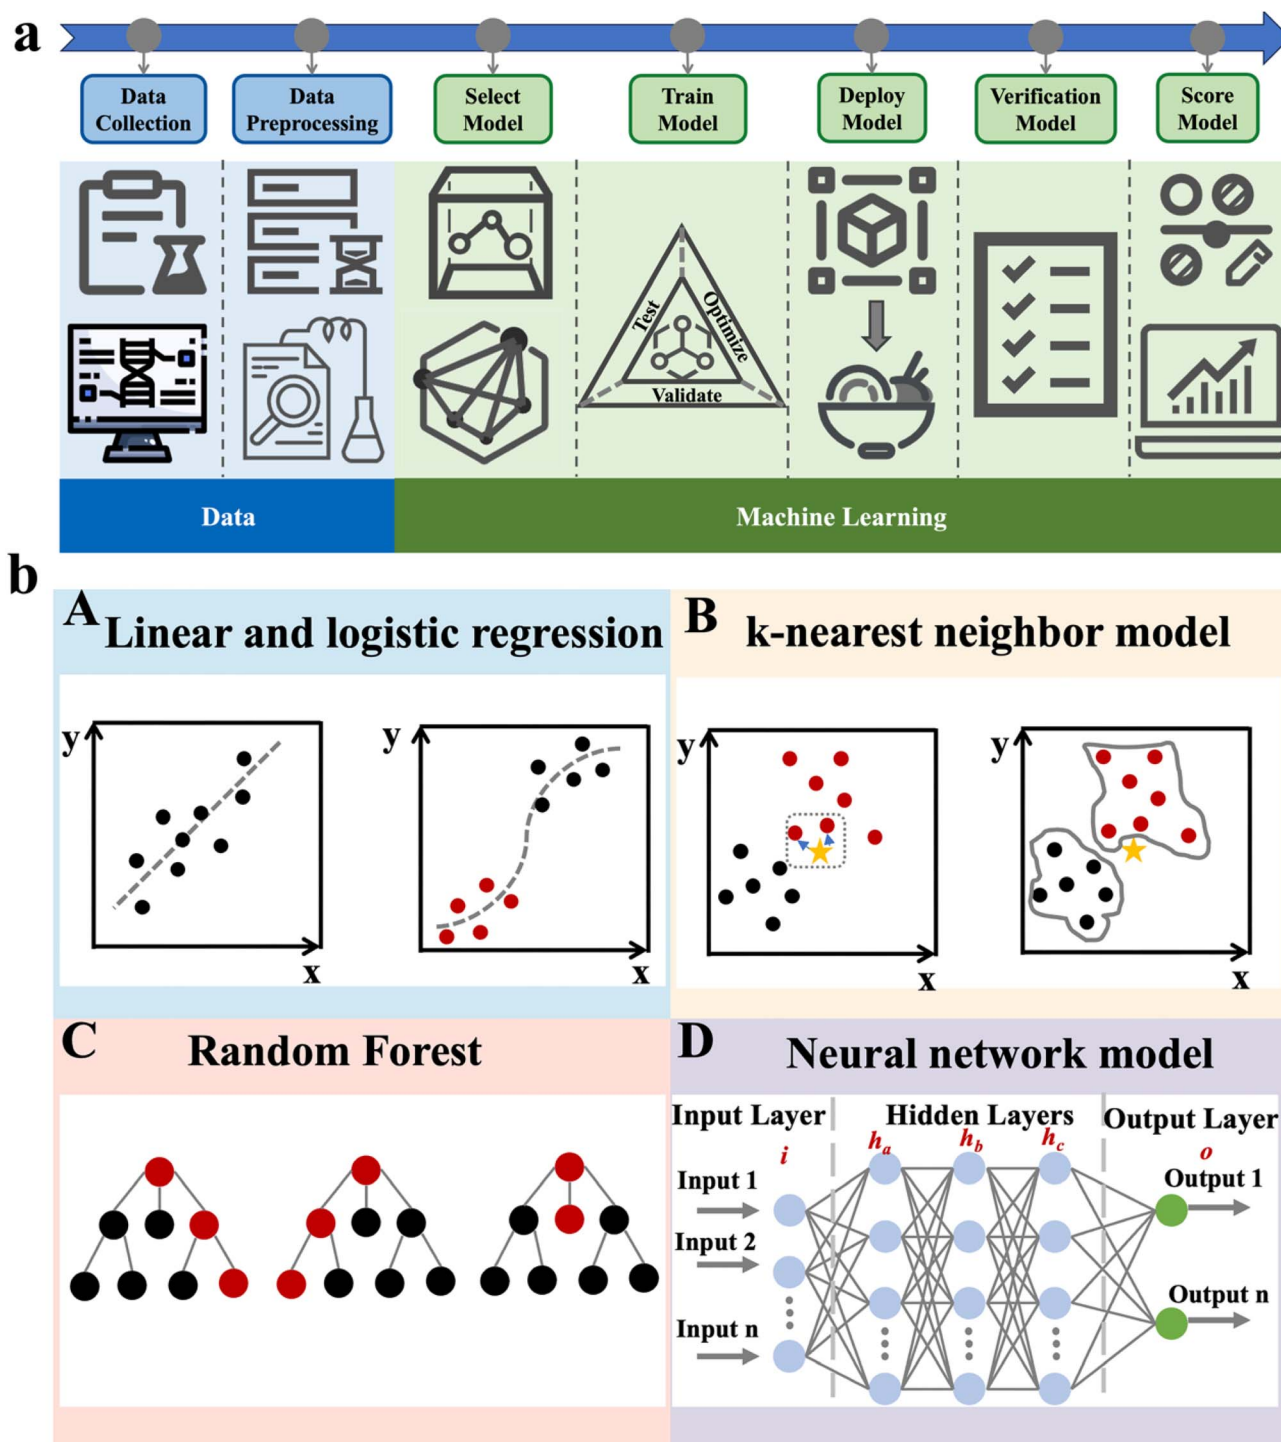 a
Data
Collection
Data
Preprocessing
Select
Model
Train
Model
Deploy
Model
Verification
Model
Score
Model
Test
Optimize
Validate
Data
Machine Learning
b
A
Linear and logistic regression
y
x
y
x
B
k-nearest neighbor model
y
x
y
x
C
Random Forest
D
Neural network model
Input Layer
Hidden Layers
Output Layer
i
ha
hb
hc
o
Input 1
Input 2
Input n
Output 1
Output n